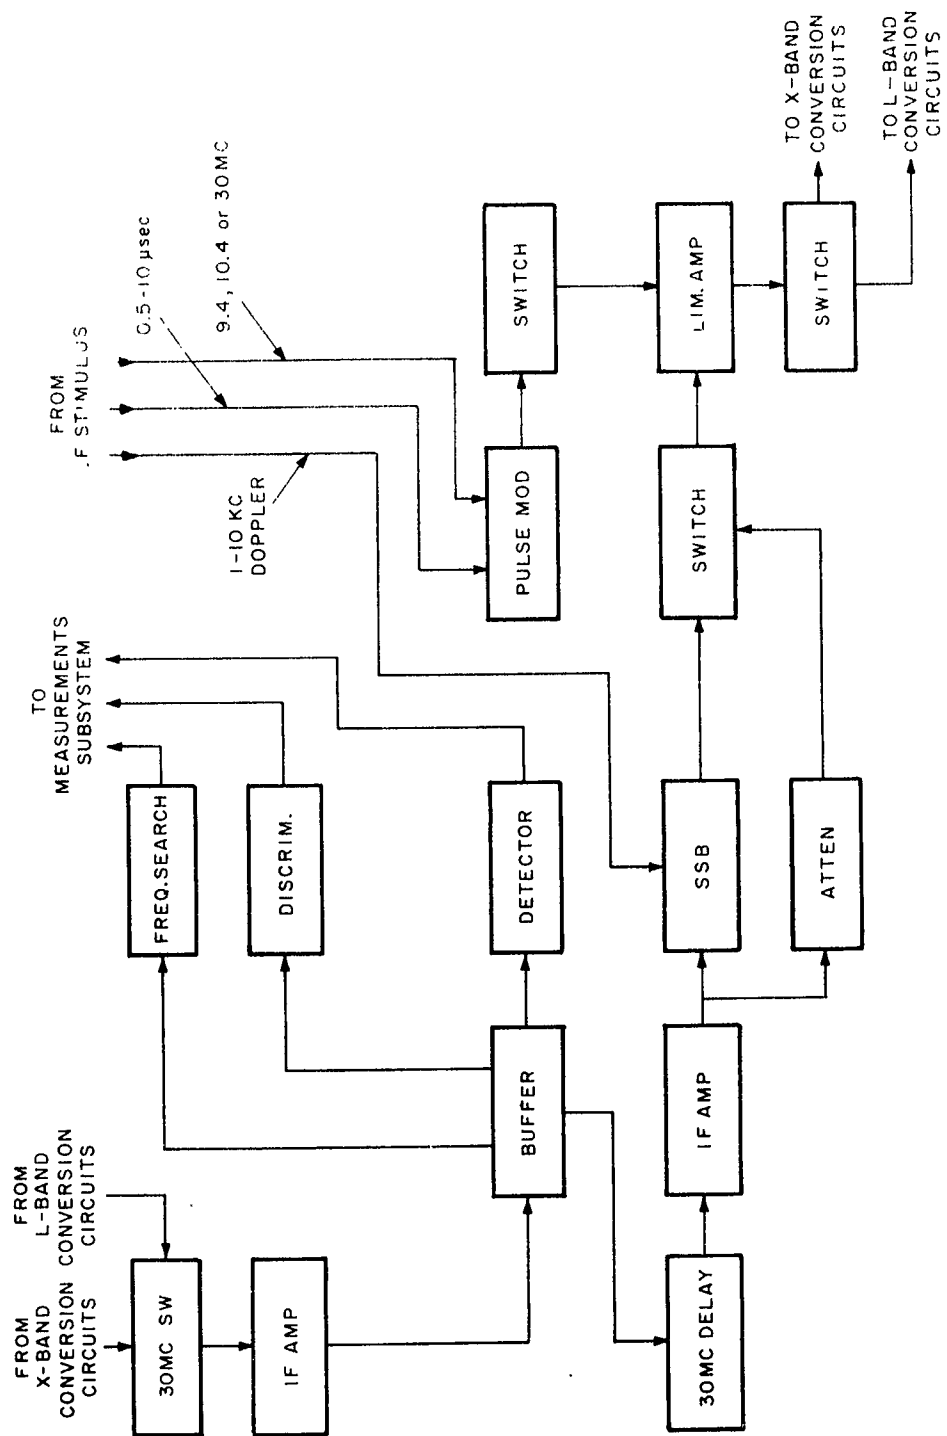 FROM
X-BAND
CONVERSION
CIRCUITS
FROM
L-BAND
CONVERSION
CIRCUITS
TO
MEASUREMENTS
SUBSYSTEM
FROM
.F STIMULUS
30MC SW
IF AMP
FREQ. SEARCH
DISCRIM.
1-10 KC
DOPPLER
0.5-10 μsec
9.4, 10.4 or 30MC
BUFFER
DETECTOR
PULSE MOD
SWITCH
30MC DELAY
IF AMP
SSB
SWITCH
LIM. AMP
ATTEN
SWITCH
TO X-BAND
CONVERSION
CIRCUITS
TO L-BAND
CONVERSION
CIRCUITS